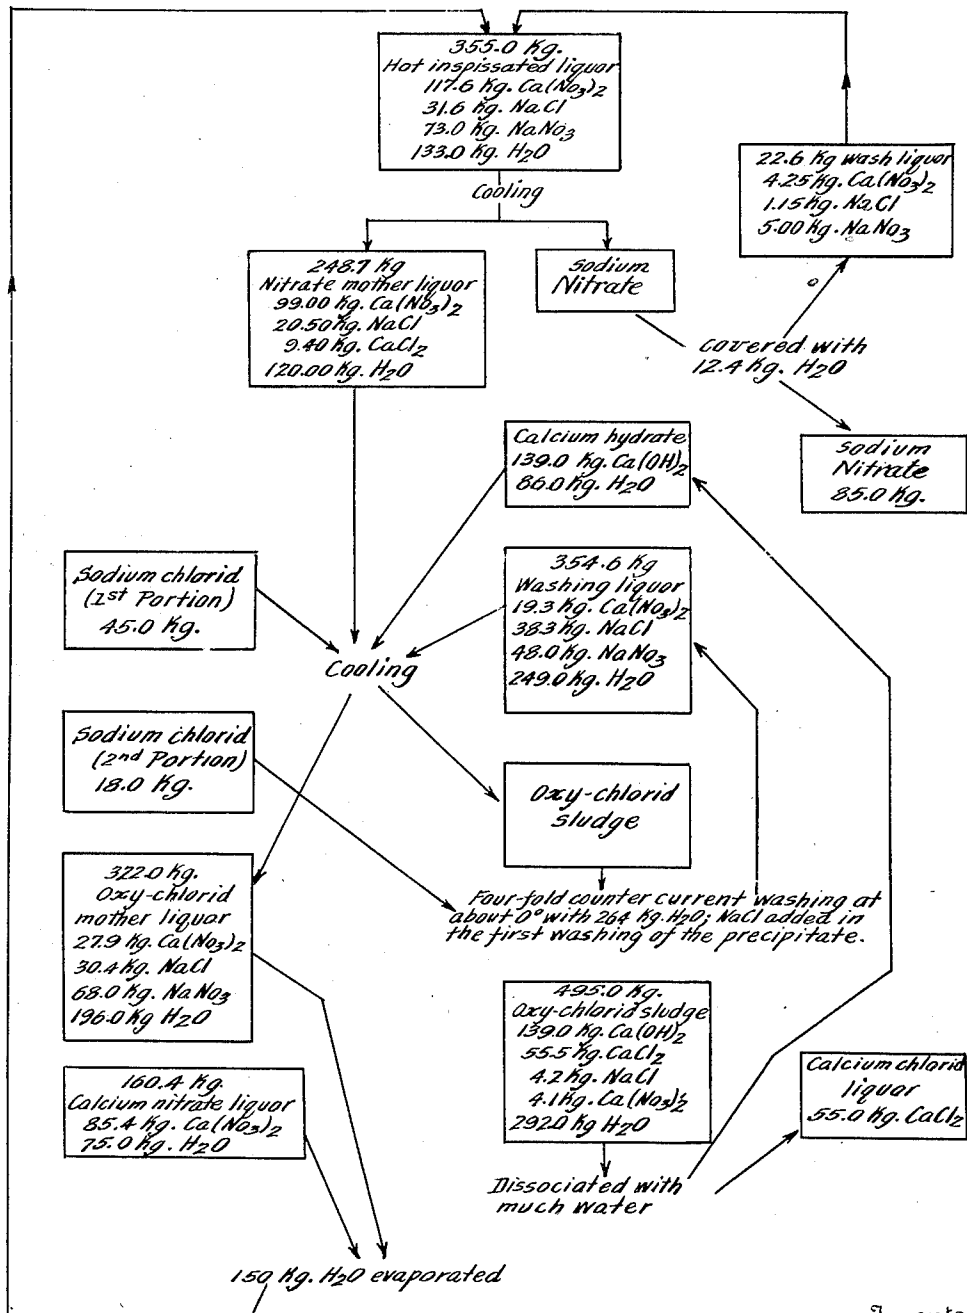 355.0 Kg.
Hot inspissated liquor
117.6 Kg. Ca(No3)2
31.6 Kg. NaCl
73.0 Kg. NaNo3
133.0 Kg. H2O
Cooling
22.6 Kg wash liquor
4.25 Kg. Ca(No3)2
1.15 Kg. NaCl
5.00 Kg. NaNo3
248.7 Kg
Nitrate mother liquor
99.00 Kg. Ca(No3)2
20.50 Kg. NaCl
9.40 Kg. CaCl2
120.00 Kg. H2O
Sodium
Nitrate
covered with
12.4 Kg. H2O
Sodium
Nitrate
85.0 Kg.
Calcium hydrate
139.0 Kg. Ca(OH)2
86.0 Kg. H2O
Sodium chlorid
(1st Portion)
45.0 Kg.
354.6 Kg
Washing liquor
19.3 Kg. Ca(No3)2
38.3 Kg. NaCl
48.0 Kg. NaNo3
249.0 Kg. H2O
Cooling
Sodium chlorid
(2nd Portion)
18.0 Kg.
Oxy-chlorid
sludge
Four-fold counter current washing at
about 0° with 264 Kg. H2O; NaCl added in
the first washing of the precipitate.
322.0 Kg.
Oxy-chlorid
mother liquor
27.9 Kg. Ca(No3)2
30.4 Kg. NaCl
68.0 Kg. NaNo3
196.0 Kg H2O
495.0 Kg.
Oxy-chlorid sludge
139.0 Kg. Ca(OH)2
55.5 Kg. CaCl2
4.2 Kg. NaCl
4.1 Kg. Ca(No3)2
292.0 Kg H2O
Calcium chlorid
liquor
55.0 Kg. CaCl2
160.4 Kg.
Calcium nitrate liquor
85.4 Kg. Ca(No3)2
75.0 Kg. H2O
Dissociated with
much water
150 Kg. H2O evaporated